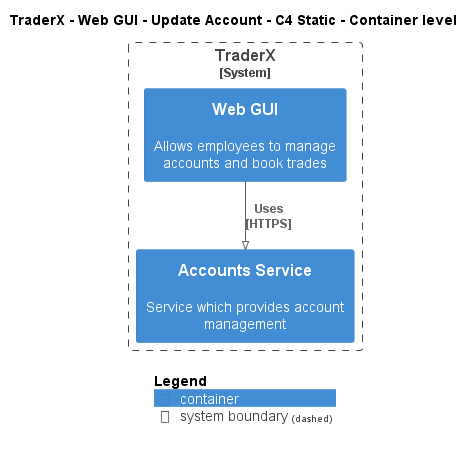 TraderX - Web GUI - Update Account - C4 Static - Container level
TraderX
[System]
Web GUI
Allows employees to manage
accounts and book trades
Uses
[HTTPS]
Accounts Service
Service which provides account
management
Legend
container
system boundary (dashed)